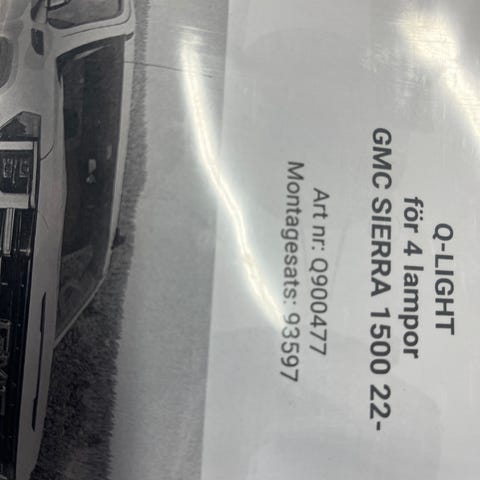 Q-LIGHT
för 4 lampor
GMC SIERRA 1500 22-
Art nr: Q900477
Montagesats: 93597